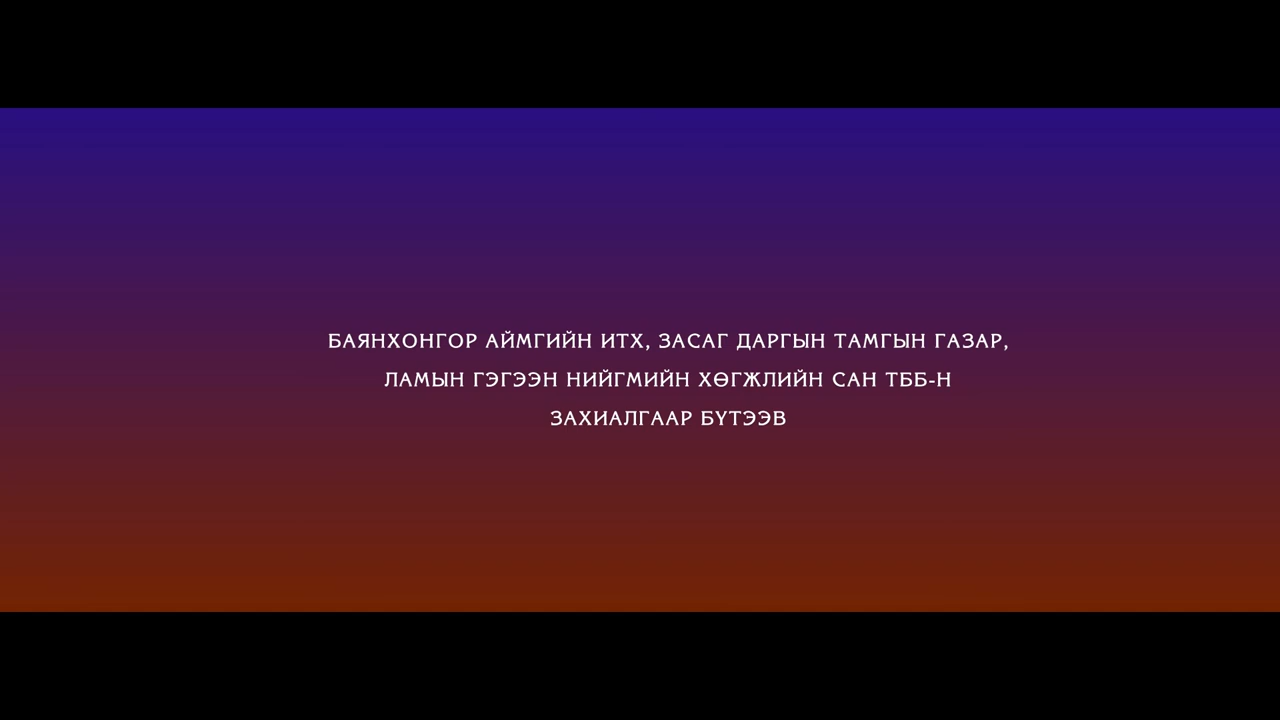 БАЯНХОНГОР АЙМГИЙН ИТХ, ЗАСАГ ДАРГЫН ТАМГЫН ГАЗАР,
ЛАМЫН ГЭГЭЭН НИЙГМИЙН ХӨГЖЛИЙН САН ТББ-Н
ЗАХИАЛГААР БҮТЭЭВ